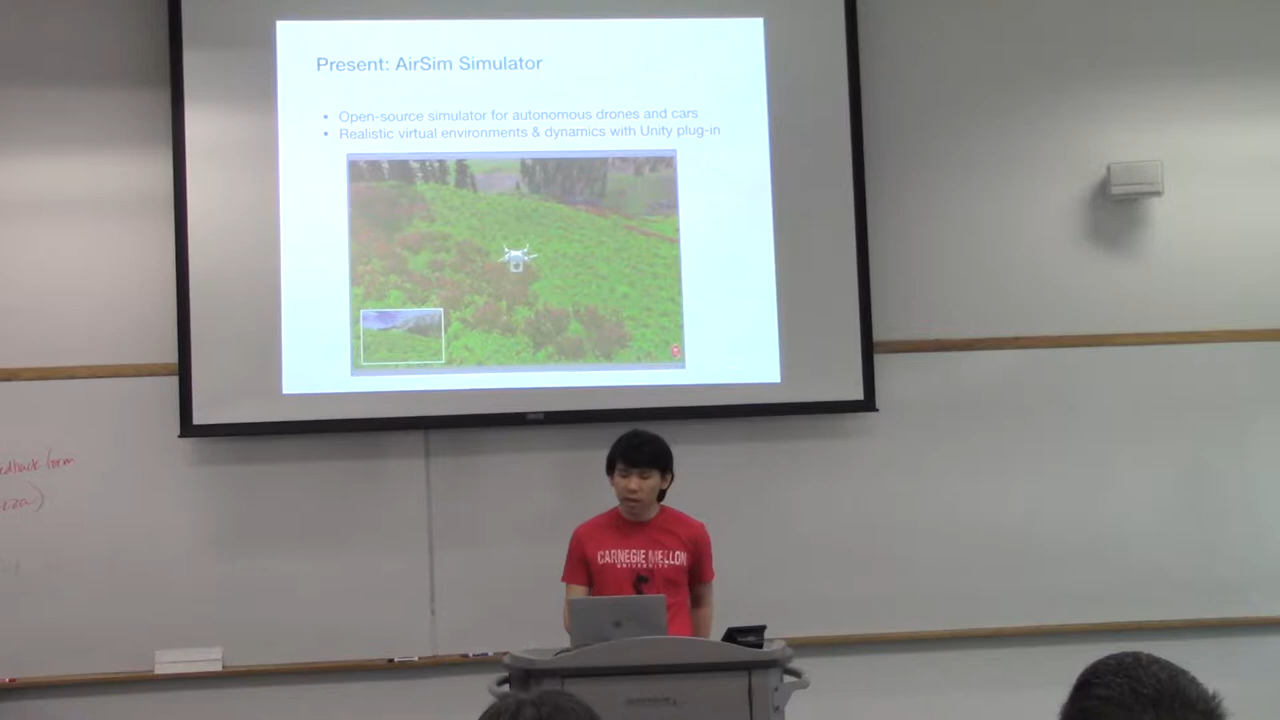 Present: AirSim Simulator
• Open-source simulator for autonomous drones and cars
• Realistic virtual environments & dynamics with Unity plug-in
form
CARNEGIE MELLON
UNIVERSITY